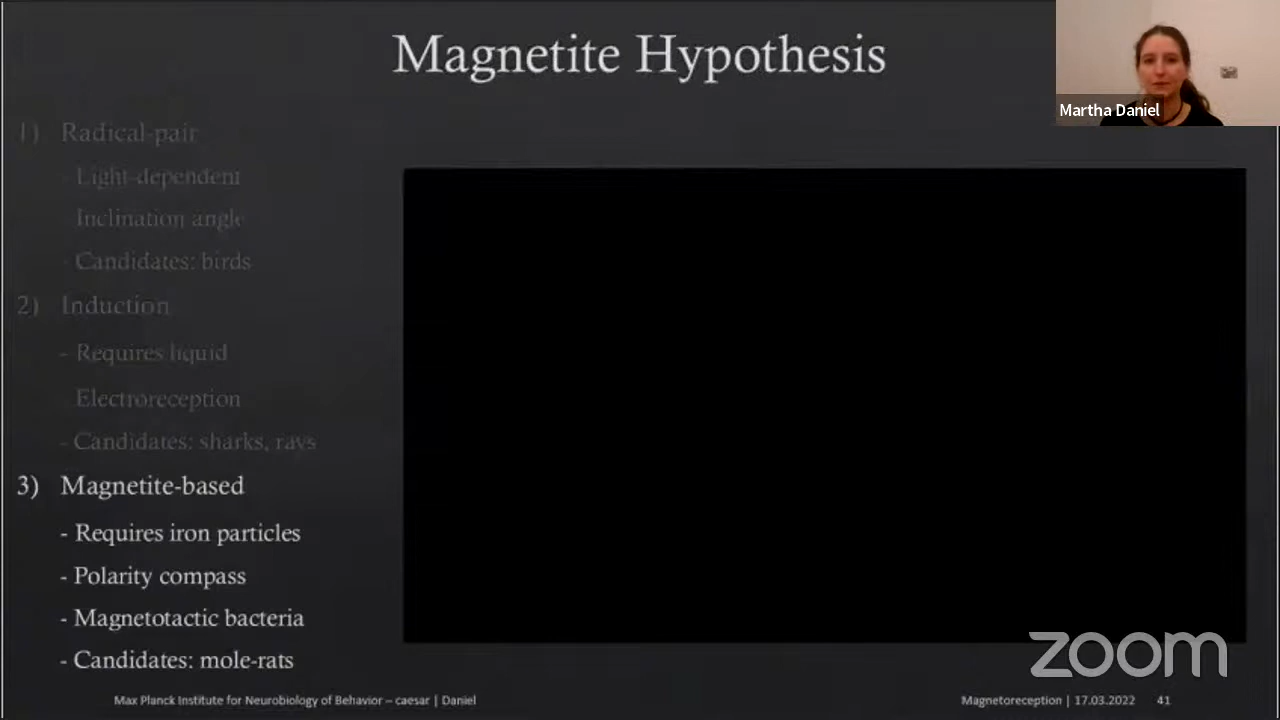 Magnetite Hypothesis
Martha Daniel
1) Radical-pair
- Light-dependent
Inclination angle
- Candidates: birds
2) Induction
- Requires liquid
Electroreception
- Candidates: sharks, rays
3) Magnetite-based
- Requires iron particles
- Polarity compass
- Magnetotactic bacteria
- Candidates: mole-rats
zoom
Max Planck Institute for Neurobiology of Behavior – caesar | Daniel
Magnetoreception | 17.03.2022 41